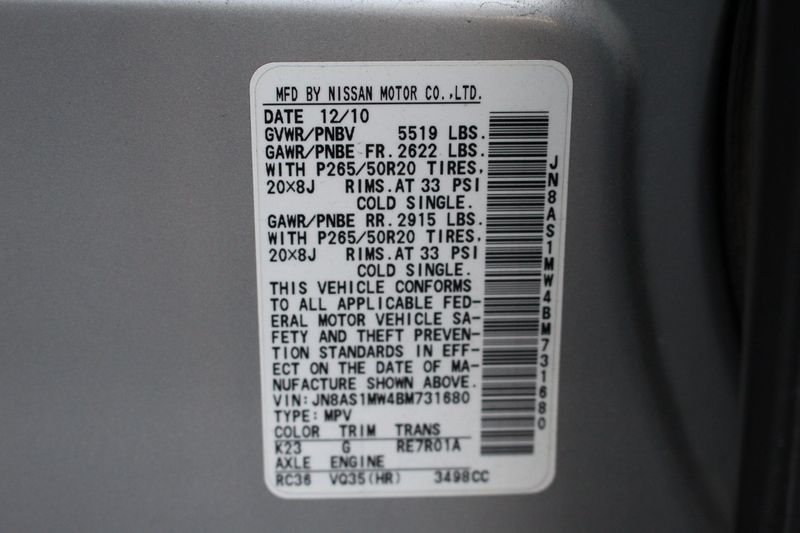 MFD BY NISSAN MOTOR CO.,LTD.
DATE 12/10
GVWR/PNBV 5519 LBS.
GAWR/PNBE FR. 2622 LBS.
WITH P265/50R20 TIRES,
20×8J RIMS. AT 33 PSI
COLD SINGLE.
GAWR/PNBE RR. 2915 LBS.
WITH P265/50R20 TIRES,
20×8J RIMS. AT 33 PSI
COLD SINGLE.
THIS VEHICLE CONFORMS
TO ALL APPLICABLE FED-
ERAL MOTOR VEHICLE SA-
FETY AND THEFT PREVEN-
TION STANDARDS IN EFF-
ECT ON THE DATE OF MA-
NUFACTURE SHOWN ABOVE.
VIN: JN8AS1MW4BM731680
TYPE: MPV
COLOR TRIM TRANS
K23 G RE7R01A
AXLE ENGINE
RC36 VQ35(HR) 3498CC
JN8AS1MW4BM731680